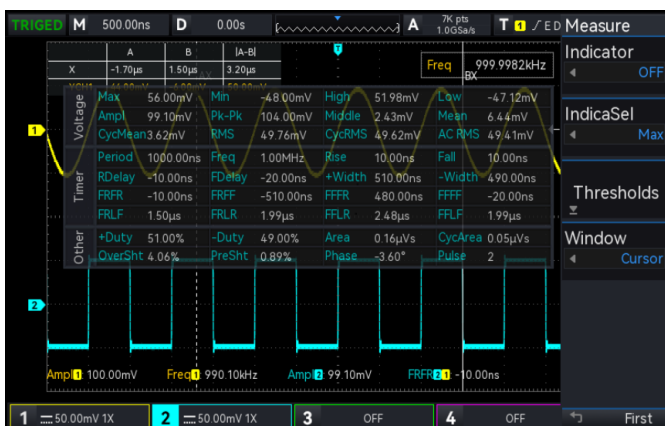 TRIGED M 500.00ns D 0.00s A 7K pts 1.0GSa/s T 1 E D Measure
A B |A-B|
X -1.70μs 1.50μs 3.20μs
AX
Freq 999.9982kHz
BX
Indicator
OFF
Voltage
Max 56.00mV Min -48.00mV High 51.98mV Low -47.12mV
Ampl 99.10mV Pk-Pk 104.00mV Middle 2.43mV Mean 6.44mV
CycMean 3.62mV RMS 49.76mV CycRMS 49.62mV AC RMS 49.41mV
IndicaSel
Max
Timer
Period 1000.00ns Freq 1.00MHz Rise 10.00ns Fall 10.00ns
RDelay -10.00ns FDelay -20.00ns +Width 510.00ns -Width 490.00ns
FRFR -10.00ns FRFF -510.00ns FFFR 480.00ns FFFF -20.00ns
FRLF 1.50μs FRLR 1.99μs FFLR 2.48μs FFLF 1.99μs
Thresholds
Other
+Duty 51.00% -Duty 49.00% Area 0.16μVs CycArea 0.05μVs
OverSht 4.06% PreSht 0.89% Phase -3.60° Pulse 2
Window
Cursor
1
2
Ampl 1 100.00mV Freq 1 990.10kHz Ampl 2 99.10mV FRFR 2 1 -10.00ns
1 50.00mV 1X 2 50.00mV 1X 3 OFF 4 OFF First